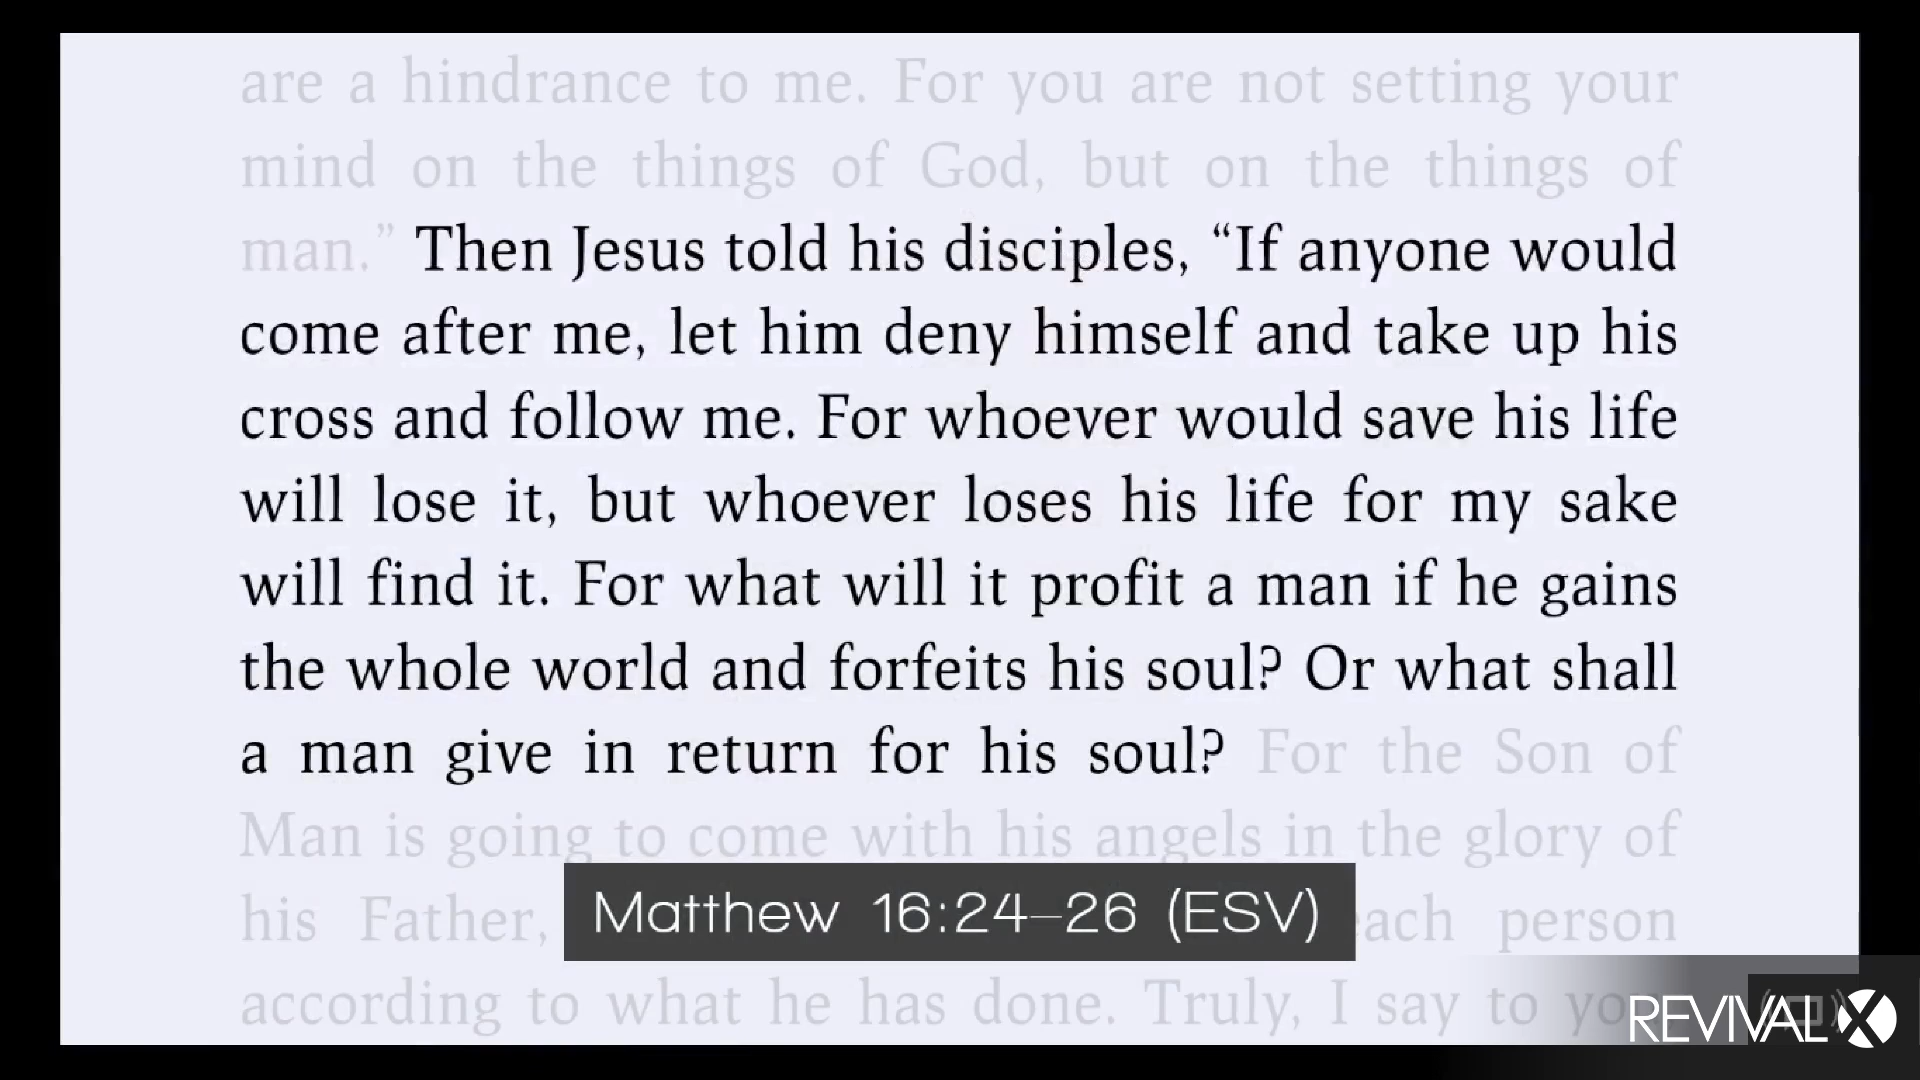 are a hindrance to me. For you are not setting your
mind on the things of God, but on the things of
man.” Then Jesus told his disciples, “If anyone would
come after me, let him deny himself and take up his
cross and follow me. For whoever would save his life
will lose it, but whoever loses his life for my sake
will find it. For what will it profit a man if he gains
the whole world and forfeits his soul? Or what shall
a man give in return for his soul? For the Son of
Man is going to come with his angels in the glory of
his Father, each person
Matthew 16:24–26 (ESV)
according to what he has done. Truly, I say to you
REVIVAL X